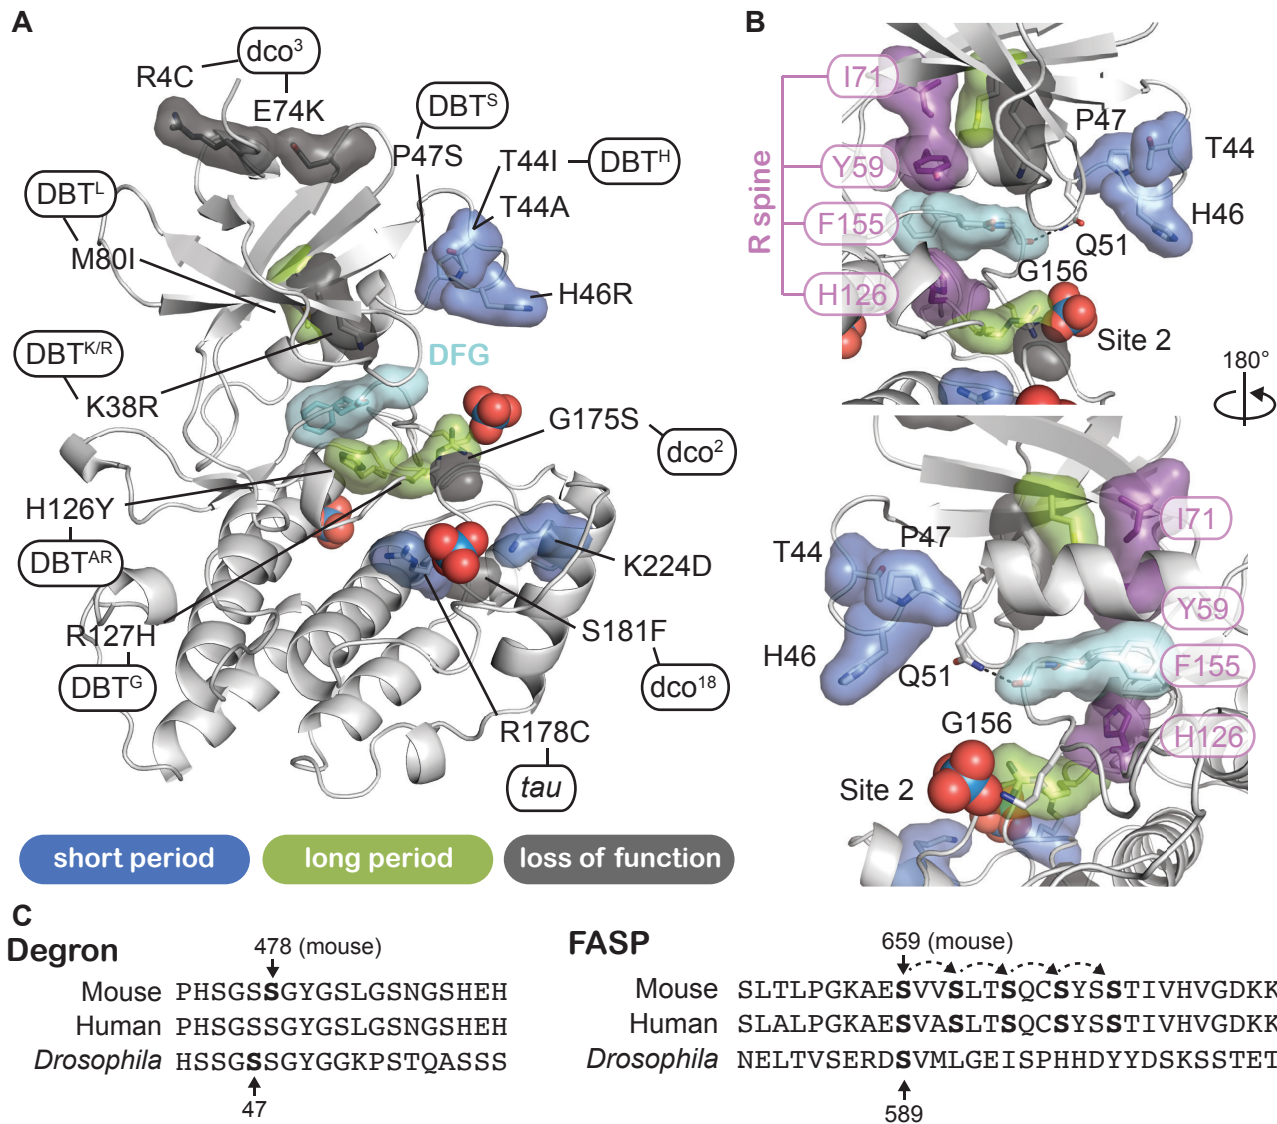 A
dco3
R4C
E74K
DBTS
P47S
T44I
DBTH
T44A
DBTL
M80I
H46R
DFG
DBTK/R
K38R
G175S
dco2
H126Y
DBTAR
K224D
R127H
S181F
DBTG
dco18
R178C
tau
short period
long period
loss of function
B
R spine
I71
P47
T44
Y59
H46
F155
Q51
G156
H126
Site 2
180°
I71
P47
T44
Y59
H46
Q51
F155
G156
H126
Site 2
C
Degron
478 (mouse)
Mouse PHSGSSGYGSLGSNGSHEH
Human PHSGSSGYGSLGSNGSHEH
Drosophila HSSGSSGYGGKPSTQASSS
47
FASP
659 (mouse)
Mouse SLTLPGKAESVVSLTSQCSYSSTIVHVGDKK
Human SLALPGKAESVASLTSQCSYSSTIVHVGDKK
Drosophila NELTVSERDSVMLGEISPHHDYYDSKSSTET
589